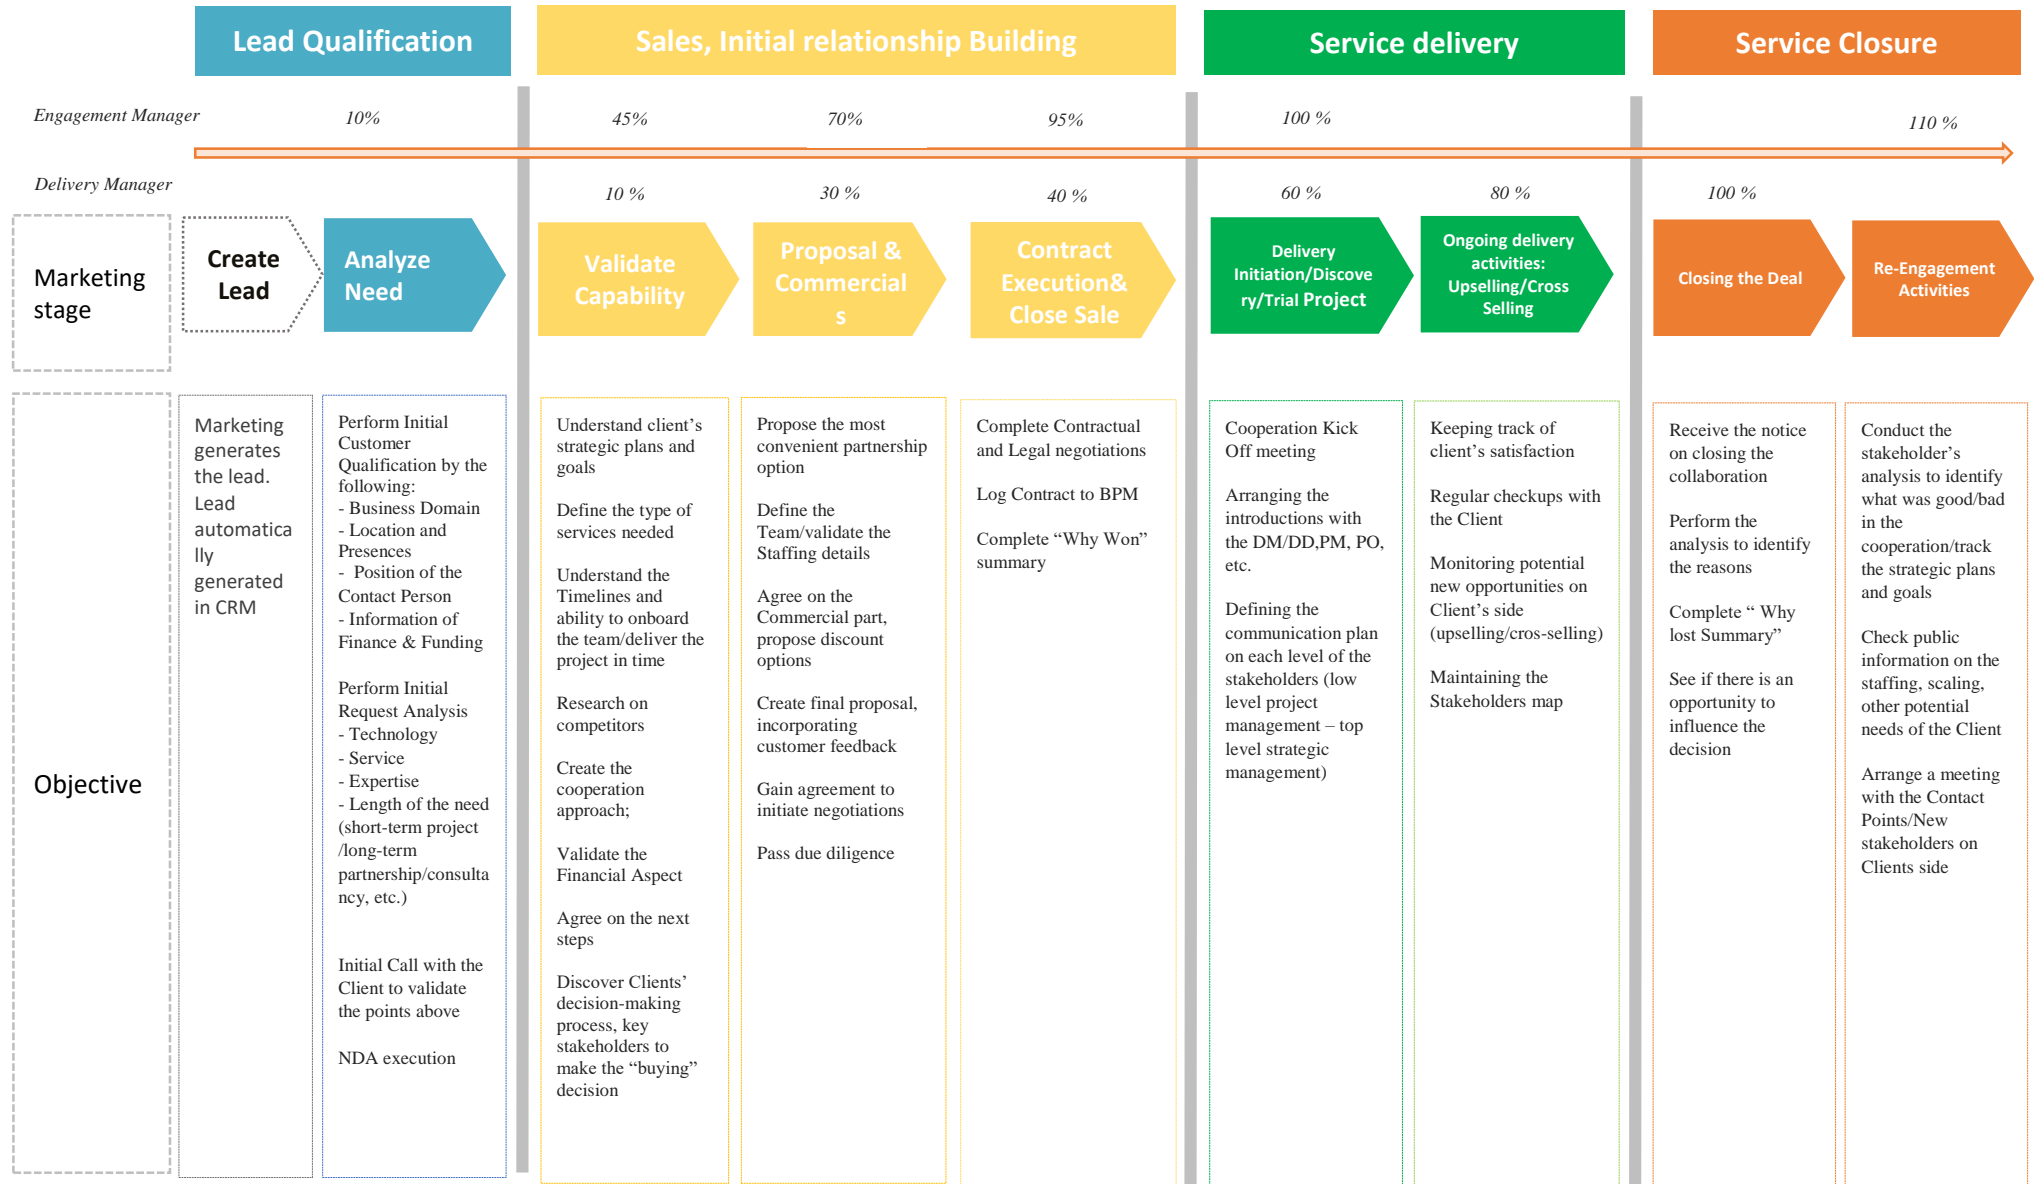 Lead Qualification
Sales, Initial relationship Building
Service delivery
Service Closure
Engagement Manager
10%
45%
70%
95%
100 %
110 %
Delivery Manager
10 %
30 %
40 %
60 %
80 %
100 %
Marketing
stage
Create
Lead
Analyze
Need
Validate
Capability
Proposal &
Commercial
s
Contract
Execution&
Close Sale
Delivery
Initiation/Discove
ry/Trial Project
Ongoing delivery
activities:
Upselling/Cross
Selling
Closing the Deal
Re-Engagement
Activities
Objective
Marketing
generates
the lead.
Lead
automatica
lly
generated
in CRM
Perform Initial
Customer
Qualification by the
following:
- Business Domain
- Location and
Presences
- Position of the
Contact Person
- Information of
Finance & Funding
Perform Initial
Request Analysis
- Technology
- Service
- Expertise
- Length of the need
(short-term project
/long-term
partnership/consulta
ncy, etc.)
Initial Call with the
Client to validate
the points above
NDA execution
Understand client’s
strategic plans and
goals
Define the type of
services needed
Understand the
Timelines and
ability to onboard
the team/deliver the
project in time
Research on
competitors
Create the
cooperation
approach;
Validate the
Financial Aspect
Agree on the next
steps
Discover Clients’
decision-making
process, key
stakeholders to
make the “buying”
decision
Propose the most
convenient partnership
option
Define the
Team/validate the
Staffing details
Agree on the
Commercial part,
propose discount
options
Create final proposal,
incorporating
customer feedback
Gain agreement to
initiate negotiations
Pass due diligence
Complete Contractual
and Legal negotiations
Log Contract to BPM
Complete “Why Won”
summary
Cooperation Kick
Off meeting
Arranging the
introductions with
the DM/DD,PM, PO,
etc.
Defining the
communication plan
on each level of the
stakeholders (low
level project
management – top
level strategic
management)
Keeping track of
client’s satisfaction
Regular checkups with
the Client
Monitoring potential
new opportunities on
Client’s side
(upselling/cros-selling)
Maintaining the
Stakeholders map
Receive the notice
on closing the
collaboration
Perform the
analysis to identify
the reasons
Complete “ Why
lost Summary”
See if there is an
opportunity to
influence the
decision
Conduct the
stakeholder’s
analysis to identify
what was good/bad
in the
cooperation/track
the strategic plans
and goals
Check public
information on the
staffing, scaling,
other potential
needs of the Client
Arrange a meeting
with the Contact
Points/New
stakeholders on
Clients side